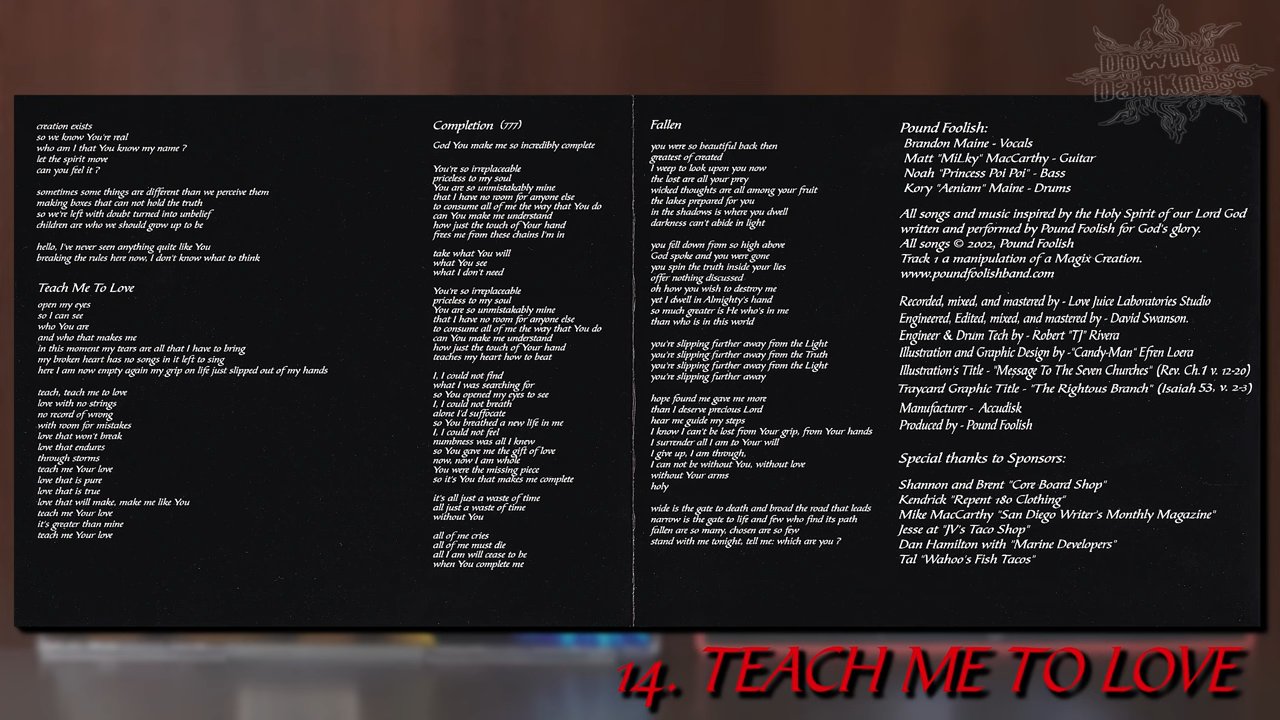 Downfall
Darkness
creation exists
so we know You're real
who am I that You know my name ?
let the spirit move
can you feel it ?
sometimes some things are different than we perceive them
making boxes that can not hold the truth
so we're left with doubt turned into unbelief
children are who we should grow up to be
hello, I've never seen anything quite like You
breaking the rules here now, I don't know what to think
Teach Me To Love
open my eyes
so I can see
who You are
and who that makes me
in this moment my tears are all that I have to bring
my broken heart has no songs in it left to sing
here I am now empty again my grip on life just slipped out of my hands
teach, teach me to love
love with no strings
no record of wrong
with room for mistakes
love that won't break
love that endures
through storms
teach me Your love
love that is pure
love that is true
love that will make, make me like You
teach me Your love
it's greater than mine
teach me Your love
Completion (777)
God You make me so incredibly complete
You're so irreplaceable
priceless to my soul
You are so unmistakably mine
that I have no room for anyone else
to consume all of me the way that You do
can You make me understand
how just the touch of Your hand
frees me from these chains I'm in
take what You will
what You see
what I don't need
You're so irreplaceable
priceless to my soul
You are so unmistakably mine
that I have no room for anyone else
to consume all of me the way that You do
can You make me understand
how just the touch of Your hand
teaches my heart how to beat
I, I could not find
what I was searching for
so You opened my eyes to see
I, I could not breath
alone I'd suffocate
so You breathed a new life in me
I, I could not feel
numbness was all I knew
so You gave me the gift of love
now, now I am whole
You were the missing piece
so it's You that makes me complete
it's all just a waste of time
all just a waste of time
without You
all of me cries
all of me must die
all I am will cease to be
when You complete me
Fallen
you were so beautiful back then
greatest of created
I weep to look upon you now
the lost are all your prey
wicked thoughts are all among your fruit
the lakes prepared for you
in the shadows is where you dwell
darkness can't abide in light
you fell down from so high above
God spoke and you were gone
you spin the truth inside your lies
offer nothing discussed
oh how you wish to destroy me
yet I dwell in Almighty's hand
so much greater is He who's in me
than who is in this world
you're slipping further away from the Light
you're slipping further away from the Truth
you're slipping further away from the Light
you're slipping further away
hope found me gave me more
than I deserve precious Lord
hear me guide my steps
I know I can't be lost from Your grip, from Your hands
I surrender all I am to Your will
I give up, I am through,
I can not be without You, without love
without Your arms
holy
wide is the gate to death and broad the road that leads
narrow is the gate to life and few who find its path
fallen are so many, chosen are so few
stand with me tonight, tell me: which are you ?
Pound Foolish:
Brandon Maine - Vocals
Matt "MiLky" MacCarthy - Guitar
Noah "Princess Poi Poi" - Bass
Kory "Aeniam" Maine - Drums
All songs and music inspired by the Holy Spirit of our Lord God
written and performed by Pound Foolish for God's glory.
All songs © 2002, Pound Foolish
Track 1 a manipulation of a Magix Creation.
www.poundfoolishband.com
Recorded, mixed, and mastered by - Love Juice Laboratories Studio
Engineered, Edited, mixed, and mastered by - David Swanson.
Engineer & Drum Tech by - Robert "TJ" Rivera
Illustration and Graphic Design by -"Candy-Man" Efren Loera
Illustration's Title - "Message To The Seven Churches" (Rev. Ch.1 v. 12-20)
Traycard Graphic Title - "The Rightous Branch" (Isaiah 53, v. 2-3)
Manufacturer - Accudisk
Produced by - Pound Foolish
Special thanks to Sponsors:
Shannon and Brent "Core Board Shop"
Kendrick "Repent 180 Clothing"
Mike MacCarthy "San Diego Writer's Monthly Magazine"
Jesse at "JV's Taco Shop"
Dan Hamilton with "Marine Developers"
Tal "Wahoo's Fish Tacos"
14. TEACH ME TO LOVE